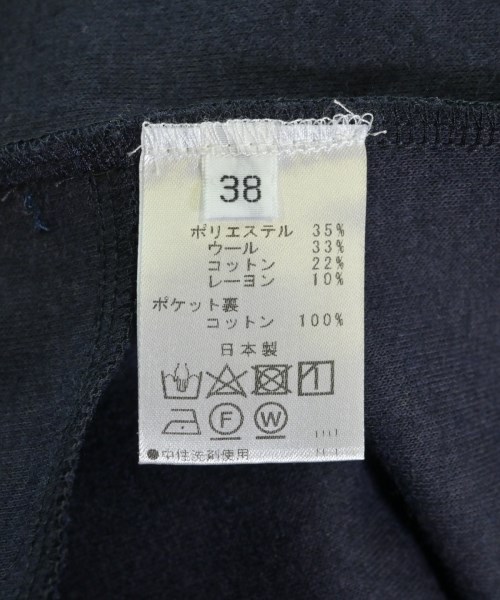 38
ポリエステル 35%
ウール 33%
コットン 22%
レーヨン 10%
ポケット裏
コットン 100%
日本製
F W
●中性洗剤使用